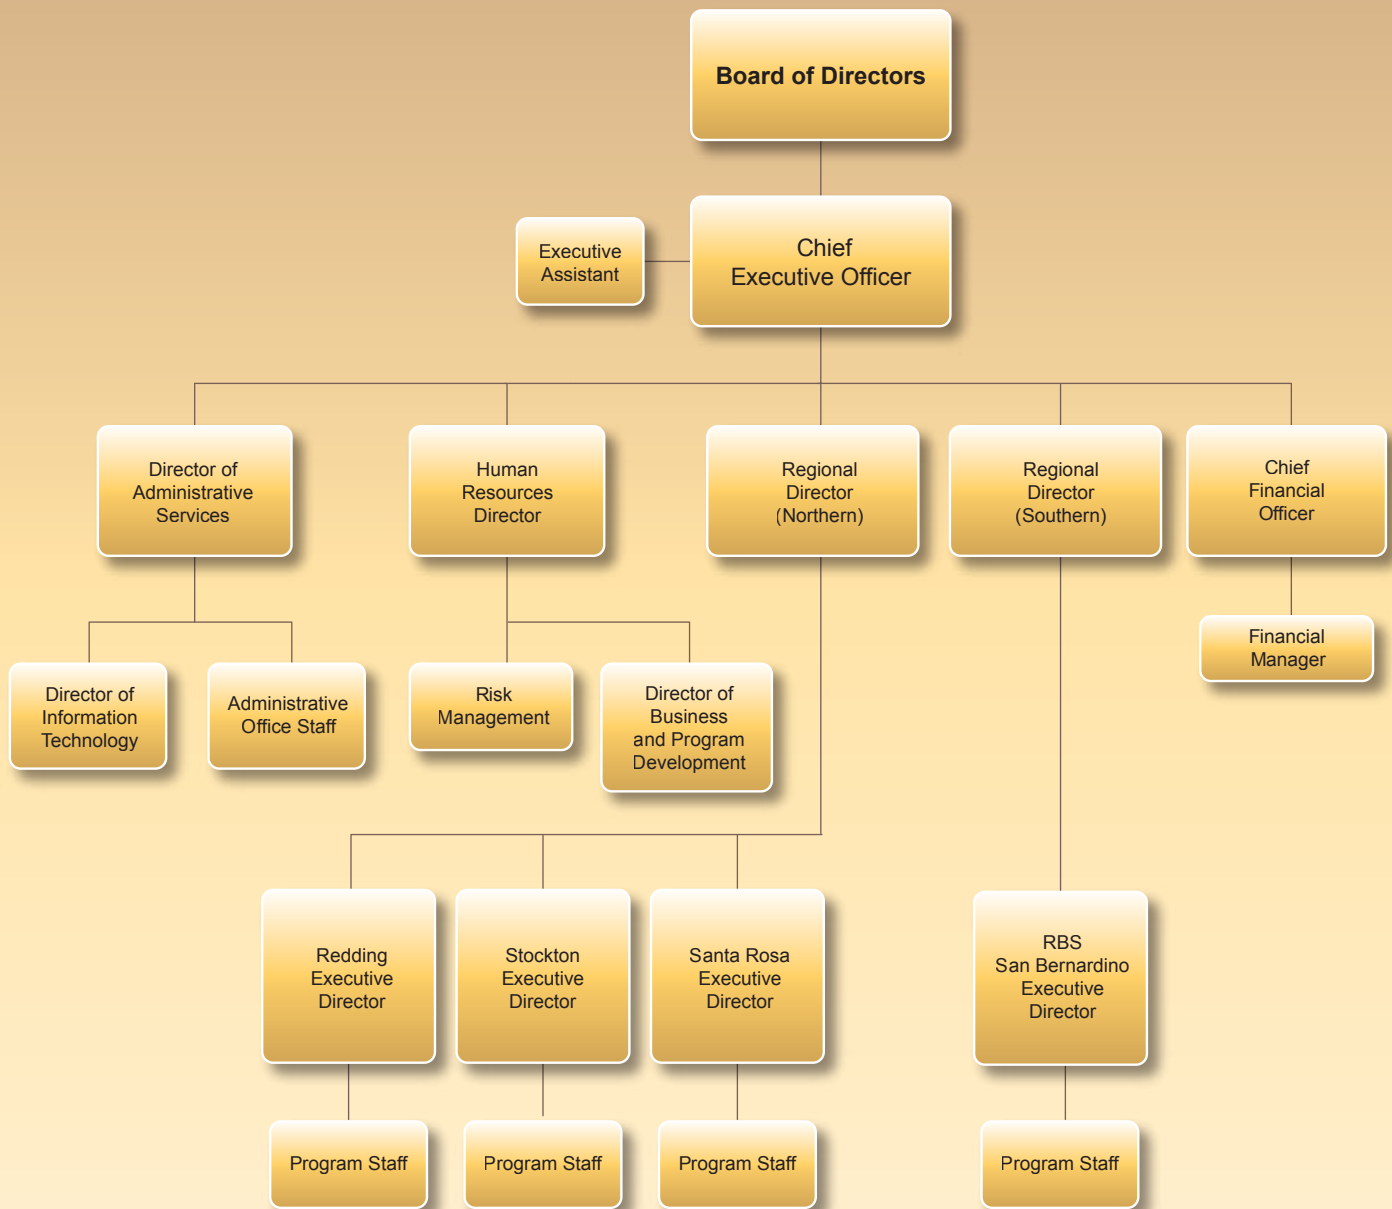 Board of Directors
Executive
Assistant
Chief
Executive Officer
Director of
Administrative
Services
Human
Resources
Director
Regional
Director
(Northern)
Regional
Director
(Southern)
Chief
Financial
Officer
Financial
Manager
Director of
Information
Technology
Administrative
Office Staff
Risk
Management
Director of
Business
and Program
Development
Redding
Executive
Director
Stockton
Executive
Director
Santa Rosa
Executive
Director
RBS
San Bernardino
Executive
Director
Program Staff
Program Staff
Program Staff
Program Staff